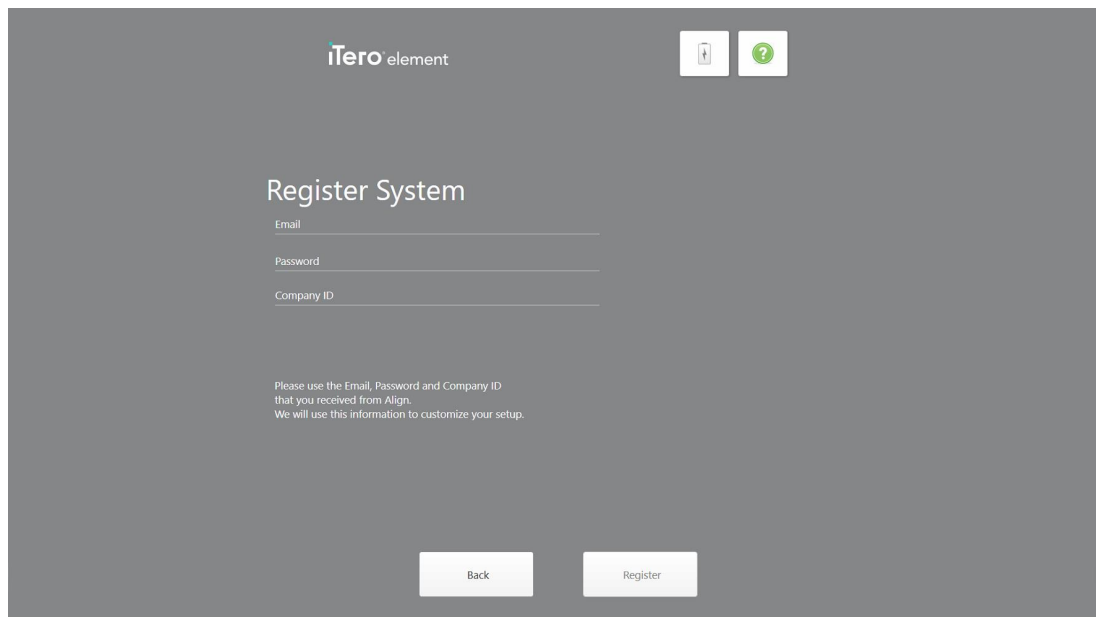 iTero element
?
Register System
Email
Password
Company ID
Please use the Email, Password and Company ID
that you received from Align.
We will use this information to customize your setup.
Back
Register